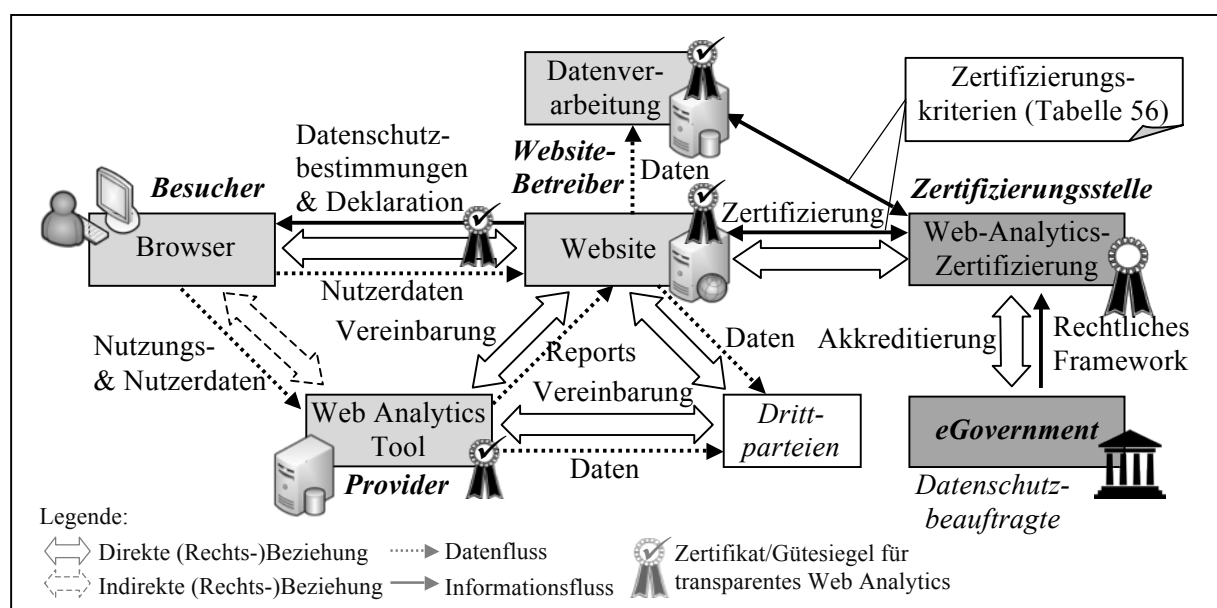 Datenver-
arbeitung
Zertifizierungs-
kriterien (Tabelle 56)
Datenschutz-
bestimmungen
& Deklaration
Website-
Betreiber
Daten
Besucher
Zertifizierungsstelle
Browser
Website
Zertifizierung
Web-Analytics-
Zertifizierung
Nutzerdaten
Vereinbarung
Nutzungs-
& Nutzerdaten
Reports
Daten
Akkreditierung
Rechtliches
Framework
Vereinbarung
Web Analytics
Tool
Dritt-
parteien
eGovernment
Daten
Provider
Datenschutz-
beauftragte
Legende:
Direkte (Rechts-)Beziehung
Datenfluss
Zertifikat/Gütesiegel für
transparentes Web Analytics
Indirekte (Rechts-)Beziehung
Informationsfluss